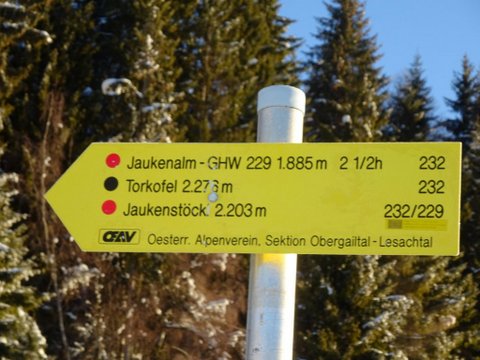 Jaukenalm - GHW 229 1.885 m 2 1/2h 232
Torkofel 2.276 m 232
Jaukenstöckl 2.203 m 232/229
OEAV Oesterr. Alpenverein, Sektion Obergailtal - Lesachtal